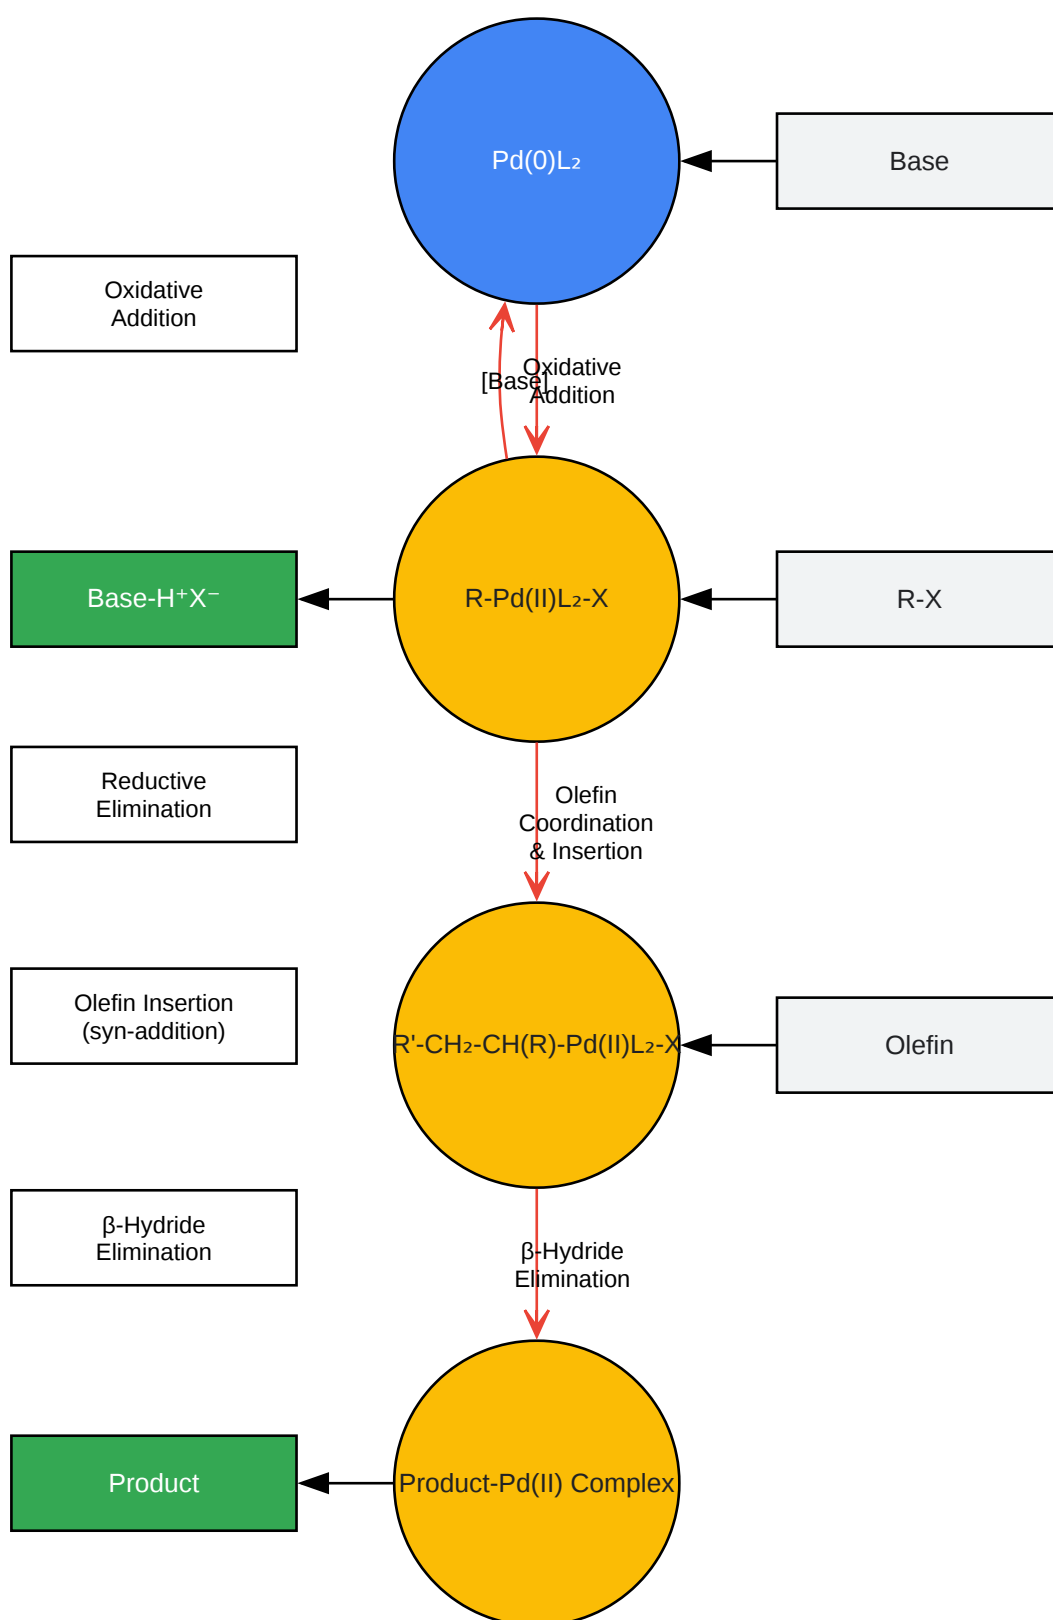 Pd(0)L₂
Base
Oxidative
Addition
[Base]
Oxidative
Addition
Base-H⁺X⁻
R-Pd(II)L₂-X
R-X
Reductive
Elimination
Olefin
Coordination
& Insertion
Olefin Insertion
(syn-addition)
R'-CH₂-CH(R)-Pd(II)L₂-X
Olefin
β-Hydride
Elimination
β-Hydride
Elimination
Product
Product-Pd(II) Complex